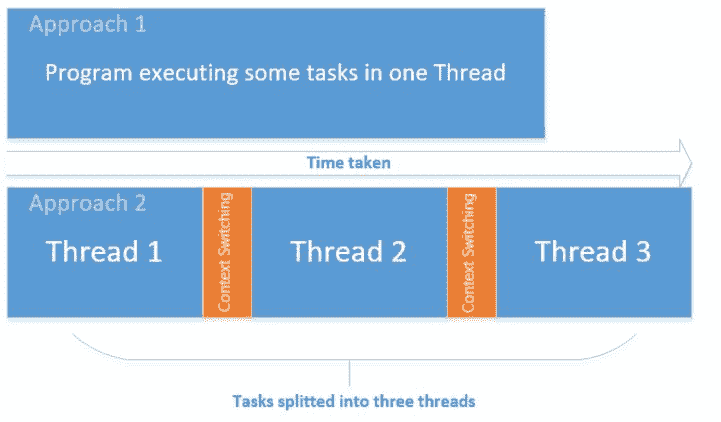 Approach 1
Program executing some tasks in one Thread
Time taken
Approach 2
Thread 1
Context Switching
Thread 2
Context Switching
Thread 3
Tasks splitted into three threads